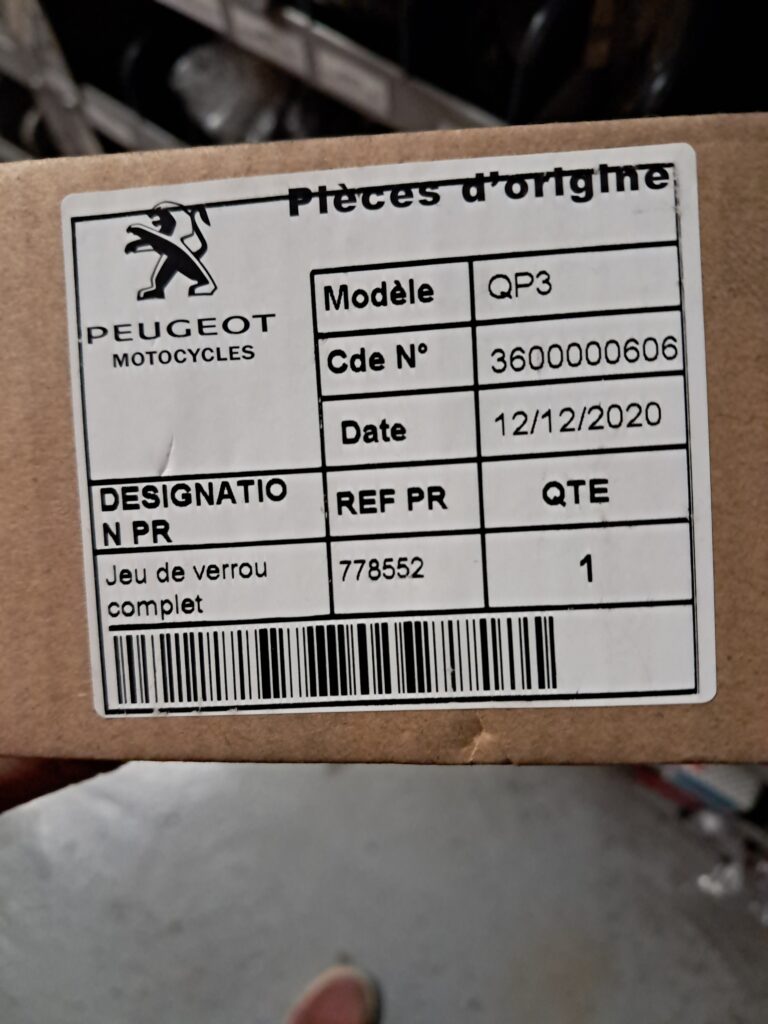 Pièces d'origine
PEUGEOT
MOTOCYCLES
Modèle QP3
Cde N° 3600000606
Date 12/12/2020
DESIGNATIO
N PR
REF PR
QTE
Jeu de verrou
complet
778552
1